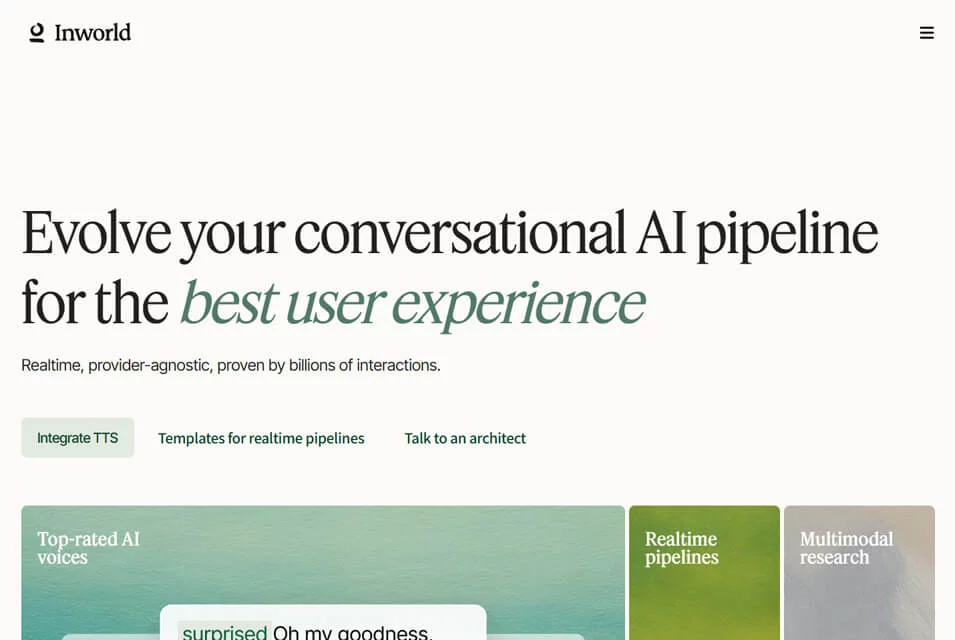 Inworld
Evolve your conversational AI pipeline
for the best user experience
Realtime, provider-agnostic, proven by billions of interactions.
Integrate TTS
Templates for realtime pipelines
Talk to an architect
Top-rated AI
voices
Realtime
pipelines
Multimodal
research
surprised Oh my goodness,